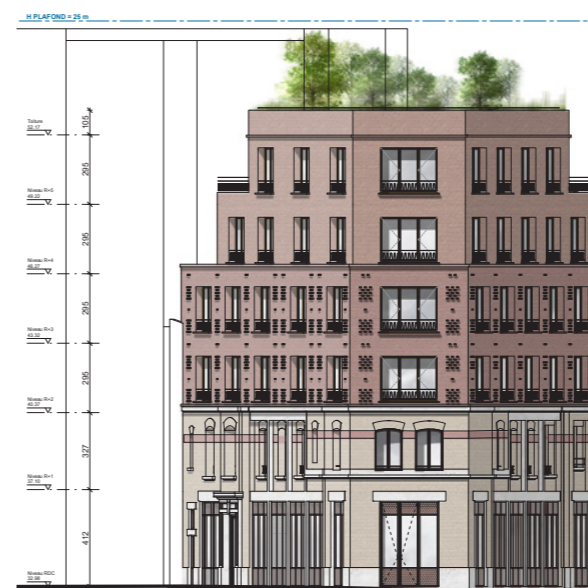 H PLAFOND = 25 m
Toiture
52.17
105
295
Niveau R+5
49.22
295
Niveau R+4
46.27
295
Niveau R+3
43.32
295
Niveau R+2
40.37
327
Niveau R+1
37.10
412
Niveau RDC
32.98